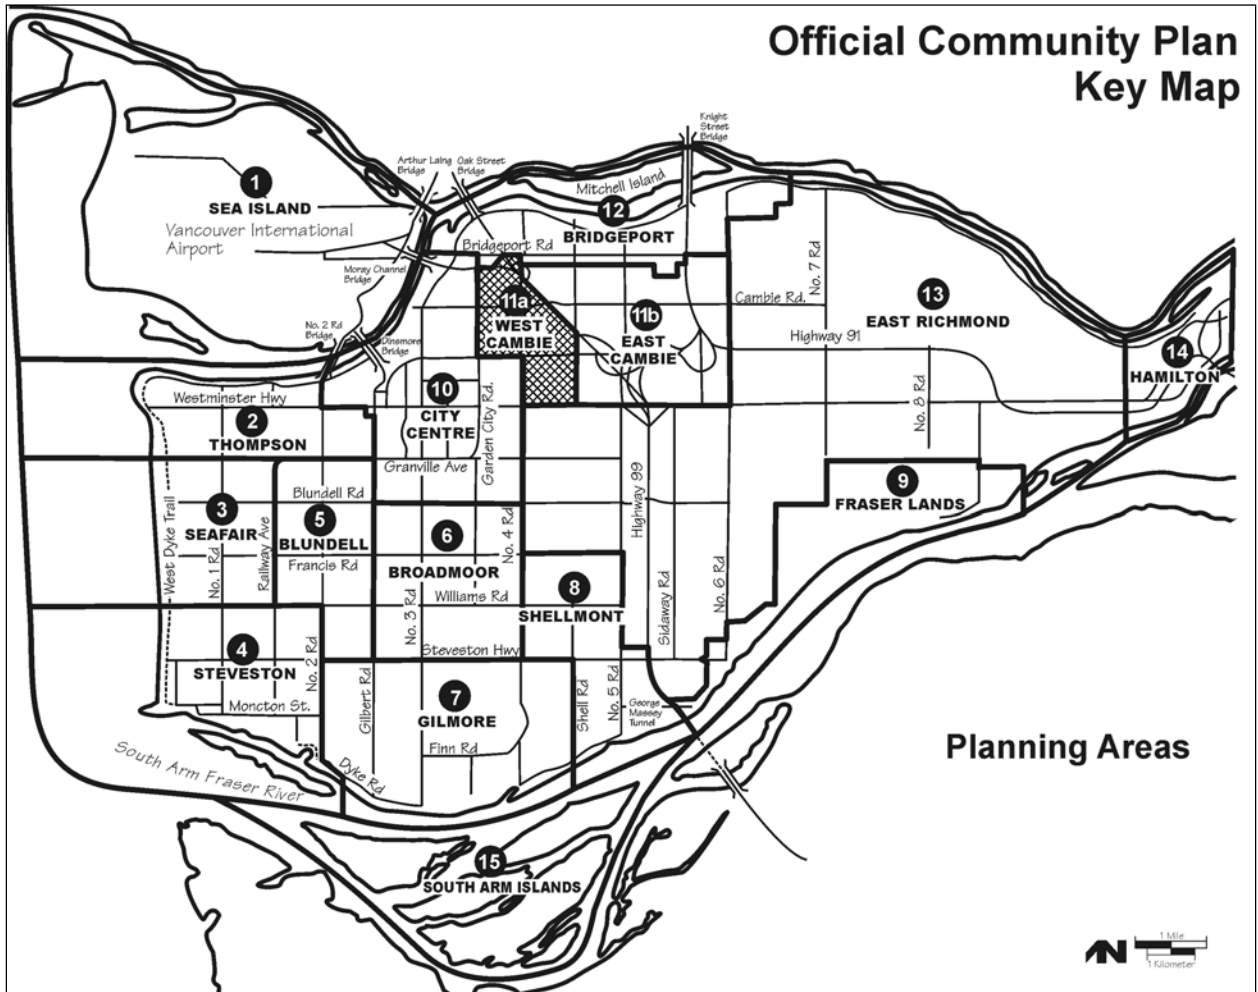 Official Community Plan
Key Map
Knight
Street
Bridge
Arthur Laing
Bridge
Oak Street
Bridge
Mitchell Island
1
SEA ISLAND
Vancouver International
Airport
12
BRIDGEPORT
Bridgeport Rd
Moray Channel
Bridge
No. 7 Rd
Cambie Rd.
13
EAST RICHMOND
11a
WEST
CAMBIE
11b
EAST
CAMBIE
Highway 91
No. 2 Rd
Bridge
Dinsmore
Bridge
14
HAMILTON
10
CITY
CENTRE
Garden City Rd.
No. 8 Rd
Westminster Hwy
2
THOMPSON
Granville Ave
Highway 99
9
FRASER LANDS
Blundell Rd
West Dyke Trail
3
SEAFAIR
Railway Ave
No. 1 Rd
5
BLUNDELL
Francis Rd
6
BROADMOOR
No. 4 Rd
Williams Rd
No. 3 Rd
8
SHELLMONT
Sidaway Rd
No. 6 Rd
4
STEVESTON
No. 2 Rd
Steveston Hwy
Moncton St.
Gilbert Rd
7
GILMORE
Finn Rd
Shell Rd
No. 5 Rd
George
Massey
Tunnel
Dyke Rd
South Arm Fraser River
Planning Areas
15
SOUTH ARM ISLANDS
N
1 Mile
1 Kilometer